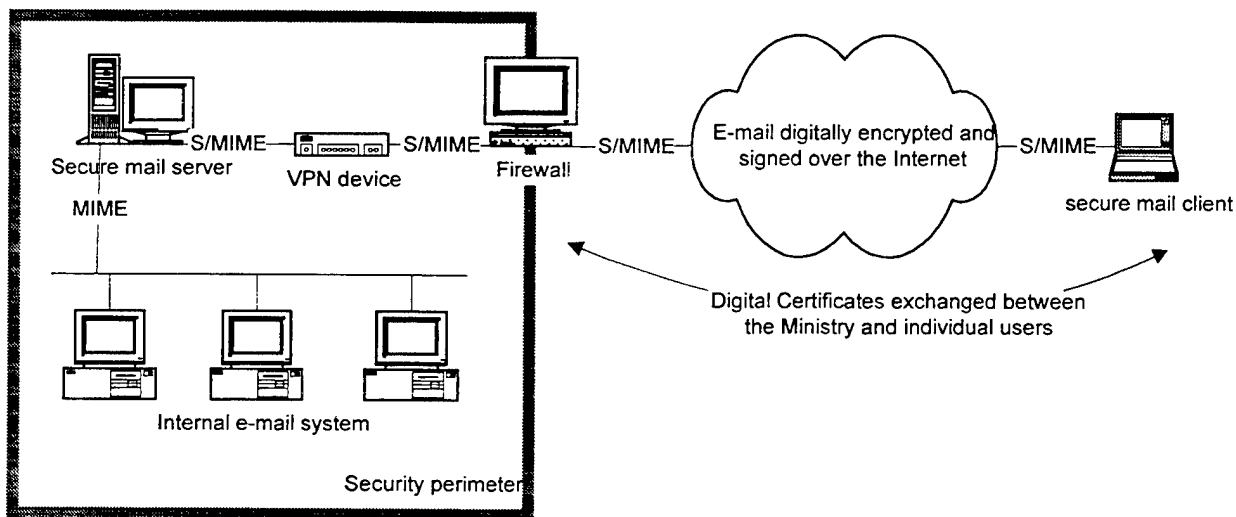 Secure mail server
S/MIME
VPN device
S/MIME
Firewall
S/MIME
E-mail digitally encrypted and
signed over the Internet
S/MIME
secure mail client
MIME
Digital Certificates exchanged between
the Ministry and individual users
Internal e-mail system
Security perimeter